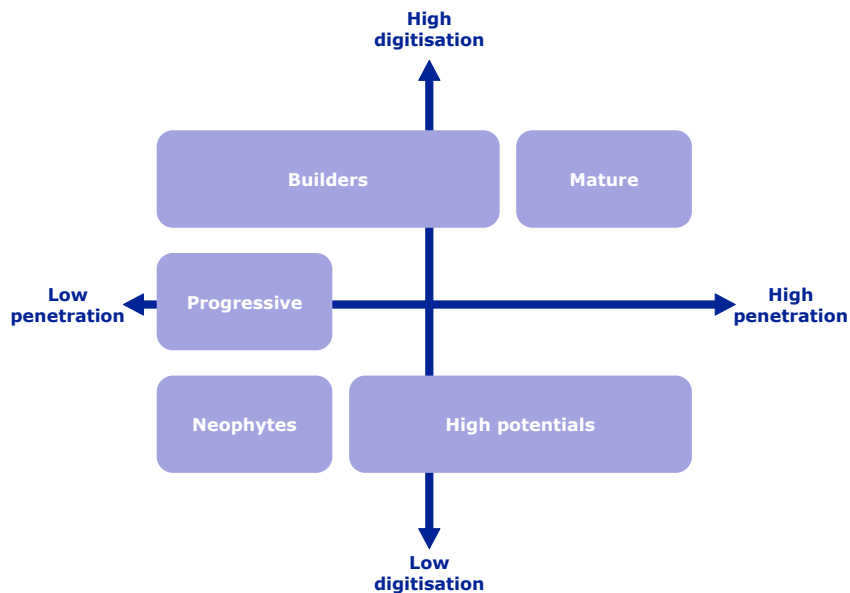 High
digitisation
Builders
Mature
Low
penetration
Progressive
High
penetration
Neophytes
High potentials
Low
digitisation